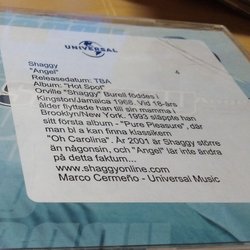 UNIVERSAL
Shaggy
"Angel" 4
Releasedatum: TBA
Album: "Hot Spot"
Orville "Shaggy" Burell föddes i
Kingston/Jamaica 1968. Vid 18-års
ålder flyttade han till sin mamma i
Brooklyn/New York. 1993 släppte han
sitt första album - "Pure Pleasure", där
man bl a kan finna klassikern
"Oh Carolina". År 2001 är Shaggy större
än någonsin, och "Angel" lär inte ändra
på detta faktum...
www.shaggyonline.com
Marco Cermeño - Universal Music